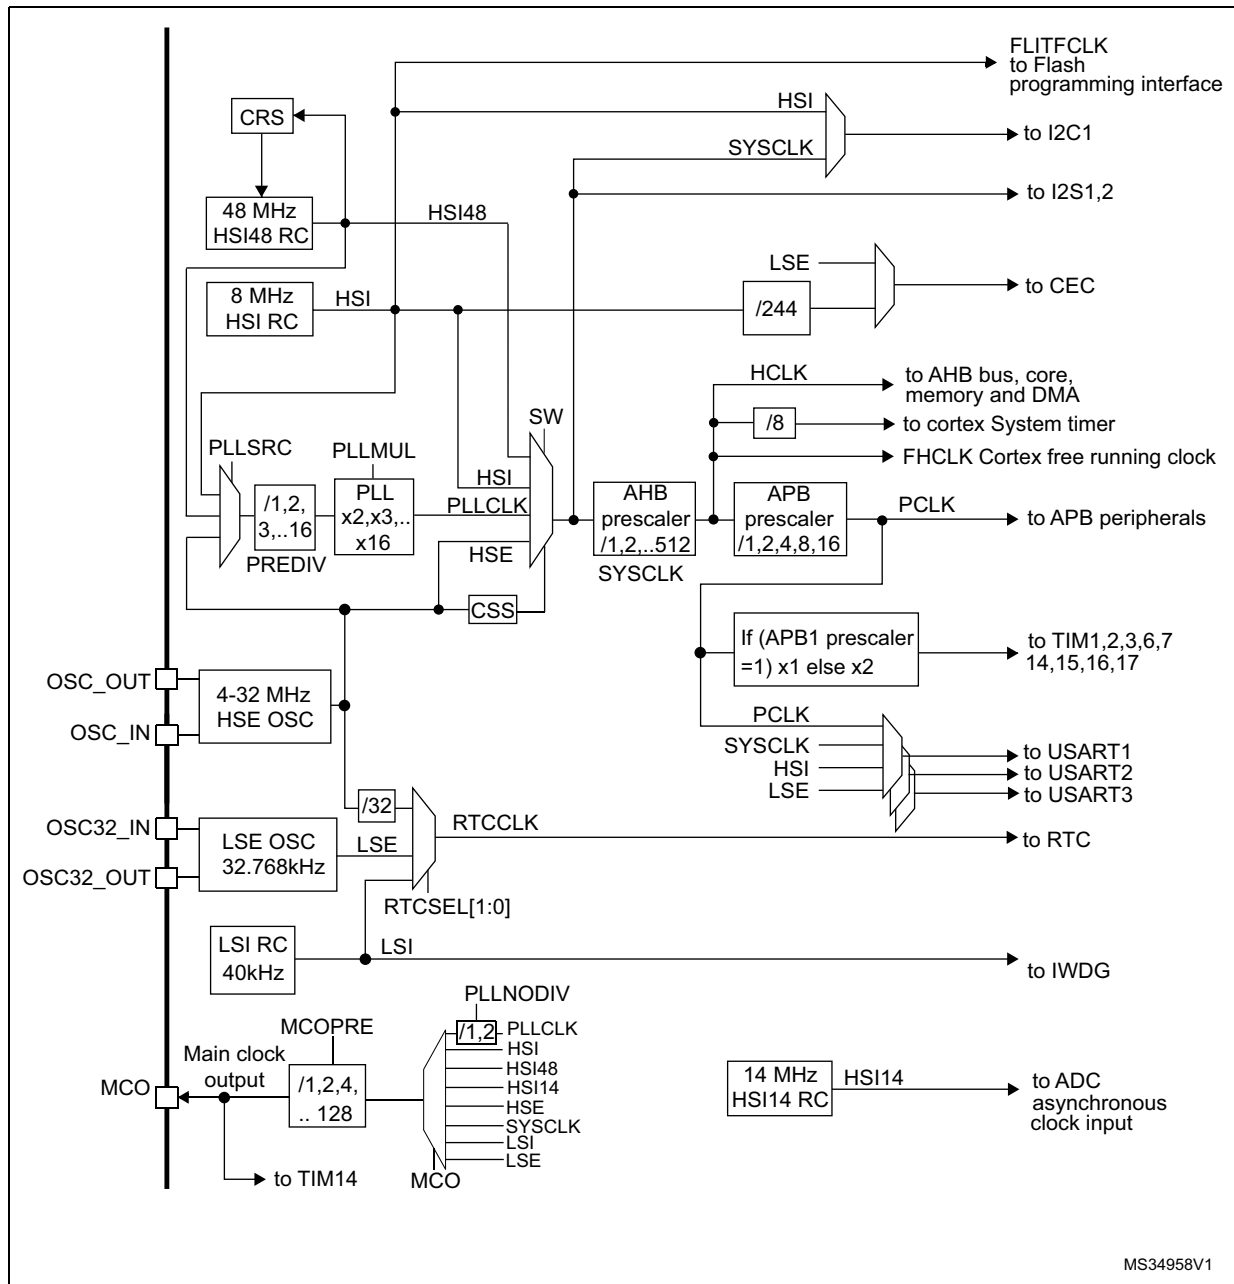 FLITFCLK
to Flash
programming interface
HSI
CRS
to I2C1
SYSCLK
to I2S1,2
48 MHz
HSI48 RC
HSI48
LSE
to CEC
8 MHz
HSI RC
HSI
/244
HCLK
to AHB bus, core,
memory and DMA
SW
/8
to cortex System timer
PLLSRC
PLLMUL
FHCLK Cortex free running clock
/1,2,
3,..16
PREDIV
PLL
x2,x3,..
x16
HSI
PLLCLK
HSE
AHB
prescaler
/1,2,..512
SYSCLK
APB
prescaler
/1,2,4,8,16
PCLK
to APB peripherals
CSS
If (APB1 prescaler
=1) x1 else x2
to TIM1,2,3,6,7
14,15,16,17
OSC_OUT
OSC_IN
4-32 MHz
HSE OSC
PCLK
SYSCLK
HSI
LSE
to USART1
to USART2
to USART3
/32
OSC32_IN
OSC32_OUT
LSE OSC
32.768kHz
LSE
RTCCLK
to RTC
RTCSEL[1:0]
LSI RC
40kHz
LSI
to IWDG
PLLNODIV
MCOPRE
/1,2
PLLCLK
HSI
HSI48
HSI14
HSE
SYSCLK
LSI
LSE
MCO
Main clock
output
MCO
/1,2,4,
.. 128
to TIM14
14 MHz
HSI14 RC
HSI14
to ADC
asynchronous
clock input
MS34958V1